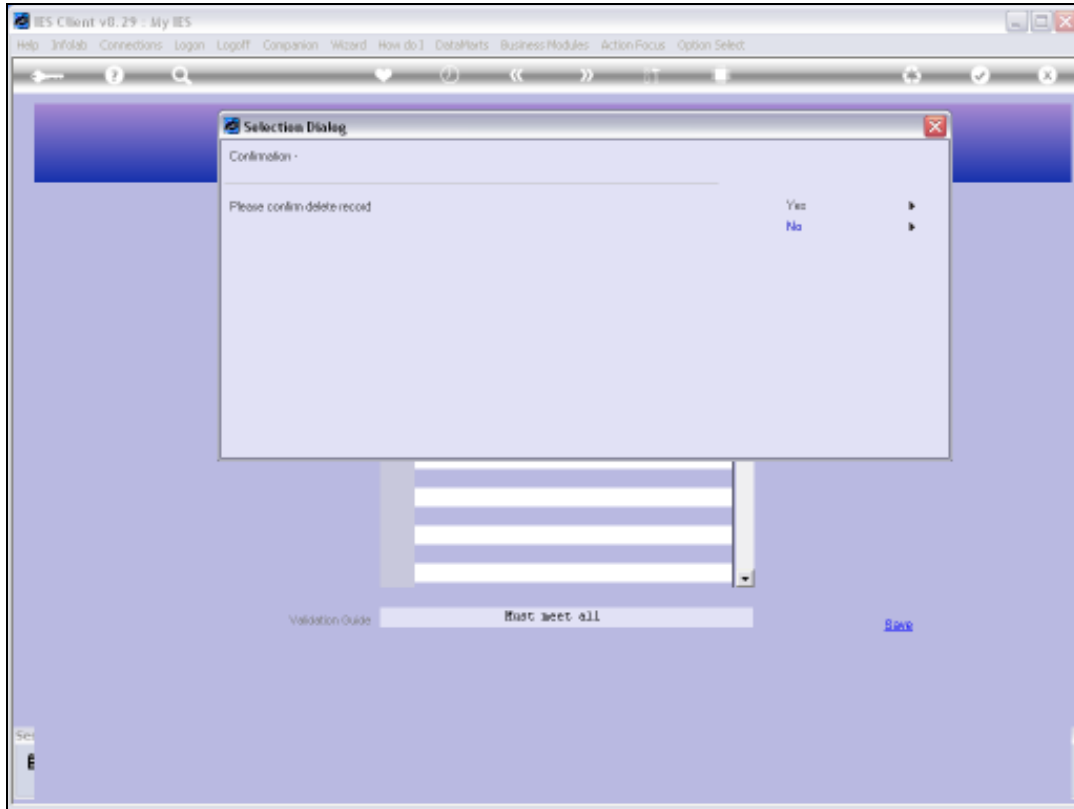 IES Client v8.29 : My IES
Help Infolab Connections Logon Logoff Companion Wizard How do I DataMarts Business Modules Action Focus Option Select
Selection Dialog
Confirmation -
Please confirm delete record
Yes
No
Validation Guide
Must meet all
Save